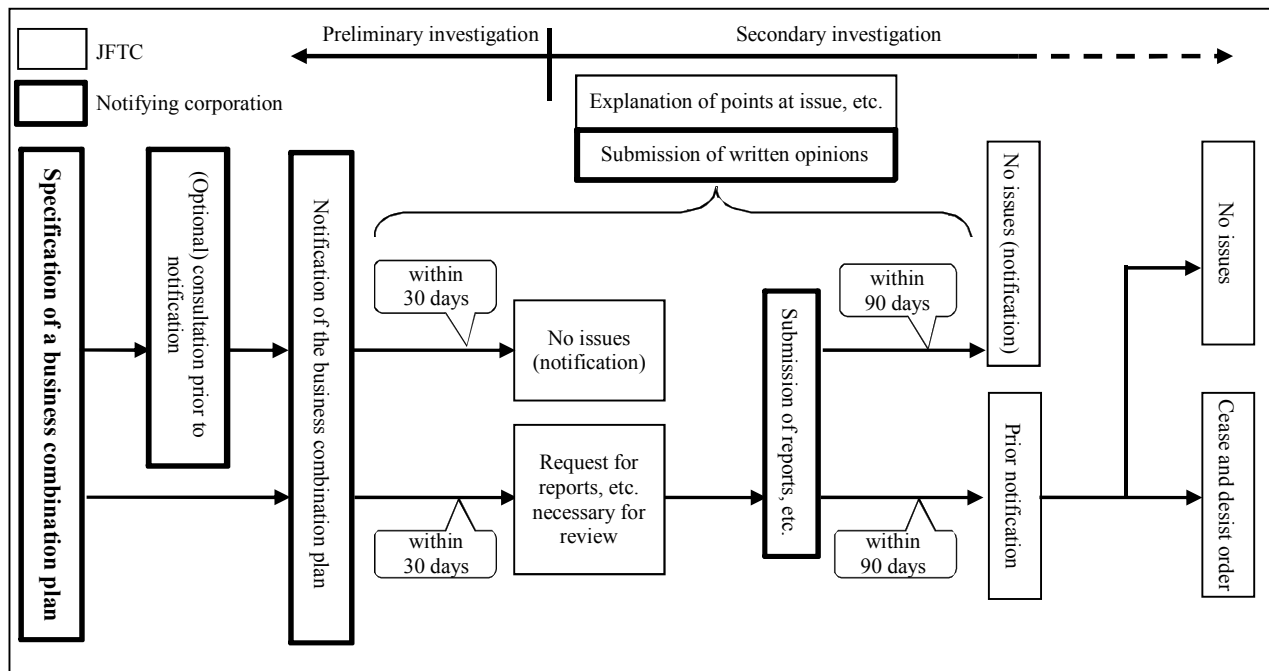 JFTC
Notifying corporation
Preliminary investigation
Secondary investigation
Explanation of points at issue, etc.
Submission of written opinions
Specification of a business combination plan
(Optional) consultation prior to
notification
Notification of the business combination plan
within
30 days
No issues
(notification)
within
30 days
Request for
reports, etc.
necessary for
review
Submission of reports, etc.
within
90 days
within
90 days
No issues (notification)
Prior notification
No issues
Cease and desist order